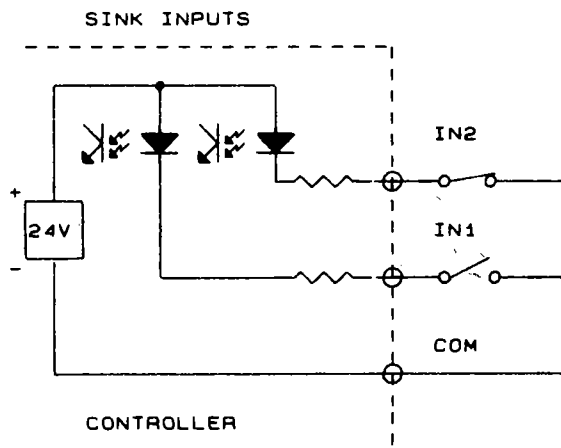 SINK INPUTS
IN2
+
24V
IN1
-
COM
CONTROLLER